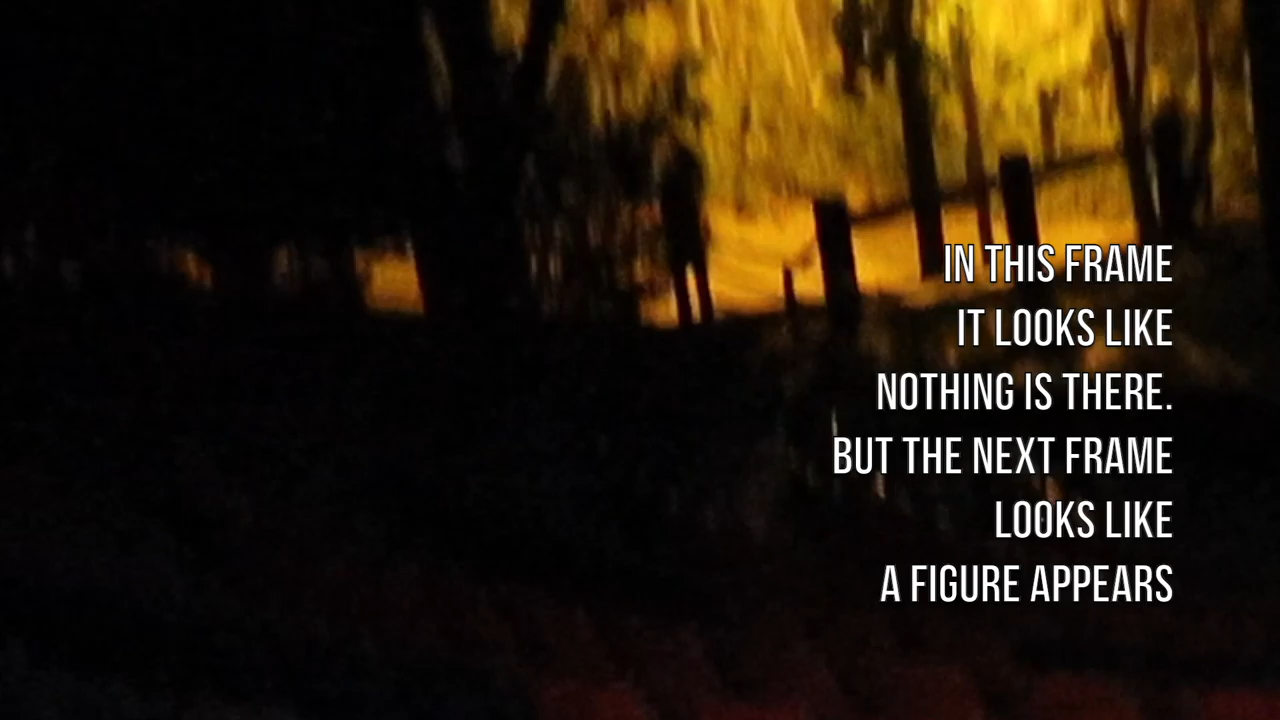 IN THIS FRAME
IT LOOKS LIKE
NOTHING IS THERE.
BUT THE NEXT FRAME
LOOKS LIKE
A FIGURE APPEARS